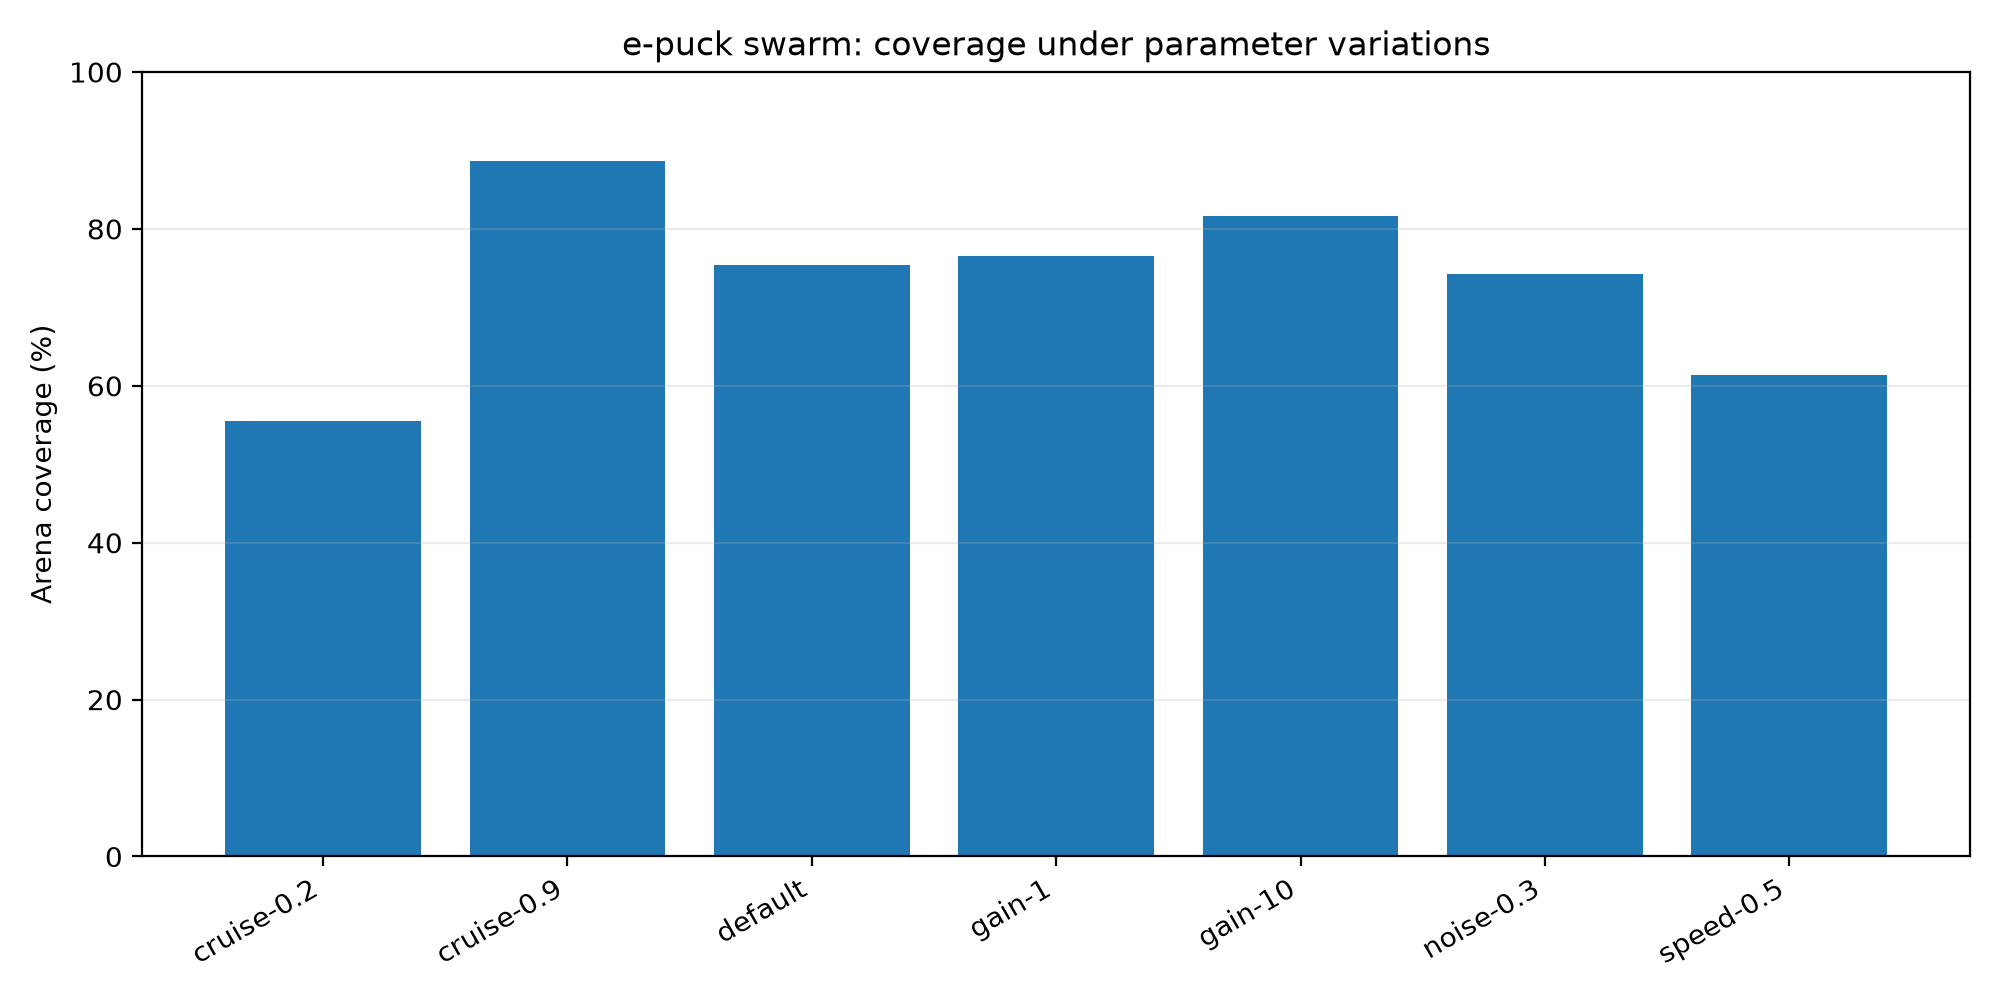 e-puck swarm: coverage under parameter variations
Arena coverage (%)
100
80
60
40
20
0
cruise-0.2
cruise-0.9
default
gain-1
gain-10
noise-0.3
speed-0.5